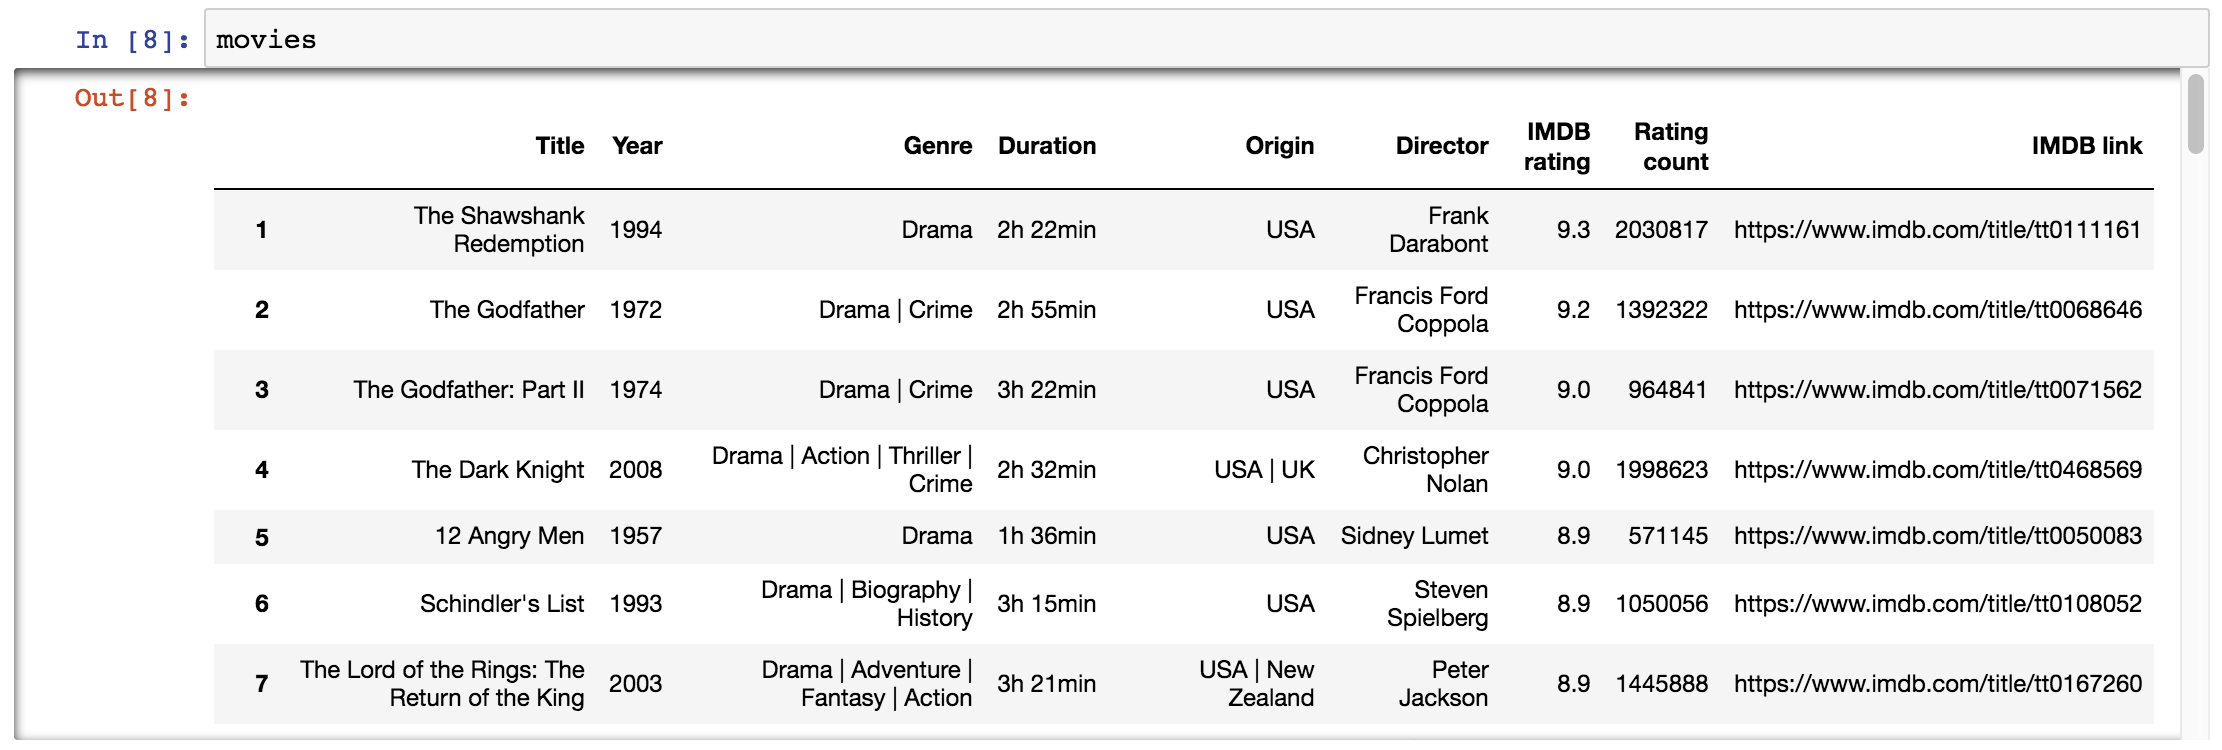 In [8]: movies
Out[8]:
Title Year Genre Duration Origin Director IMDB rating Rating count IMDB link
1 The Shawshank Redemption 1994 Drama 2h 22min USA Frank Darabont 9.3 2030817 https://www.imdb.com/title/tt0111161
2 The Godfather 1972 Drama | Crime 2h 55min USA Francis Ford Coppola 9.2 1392322 https://www.imdb.com/title/tt0068646
3 The Godfather: Part II 1974 Drama | Crime 3h 22min USA Francis Ford Coppola 9.0 964841 https://www.imdb.com/title/tt0071562
4 The Dark Knight 2008 Drama | Action | Thriller | Crime 2h 32min USA | UK Christopher Nolan 9.0 1998623 https://www.imdb.com/title/tt0468569
5 12 Angry Men 1957 Drama 1h 36min USA Sidney Lumet 8.9 571145 https://www.imdb.com/title/tt0050083
6 Schindler's List 1993 Drama | Biography | History 3h 15min USA Steven Spielberg 8.9 1050056 https://www.imdb.com/title/tt0108052
7 The Lord of the Rings: The Return of the King 2003 Drama | Adventure | Fantasy | Action 3h 21min USA | New Zealand Peter Jackson 8.9 1445888 https://www.imdb.com/title/tt0167260